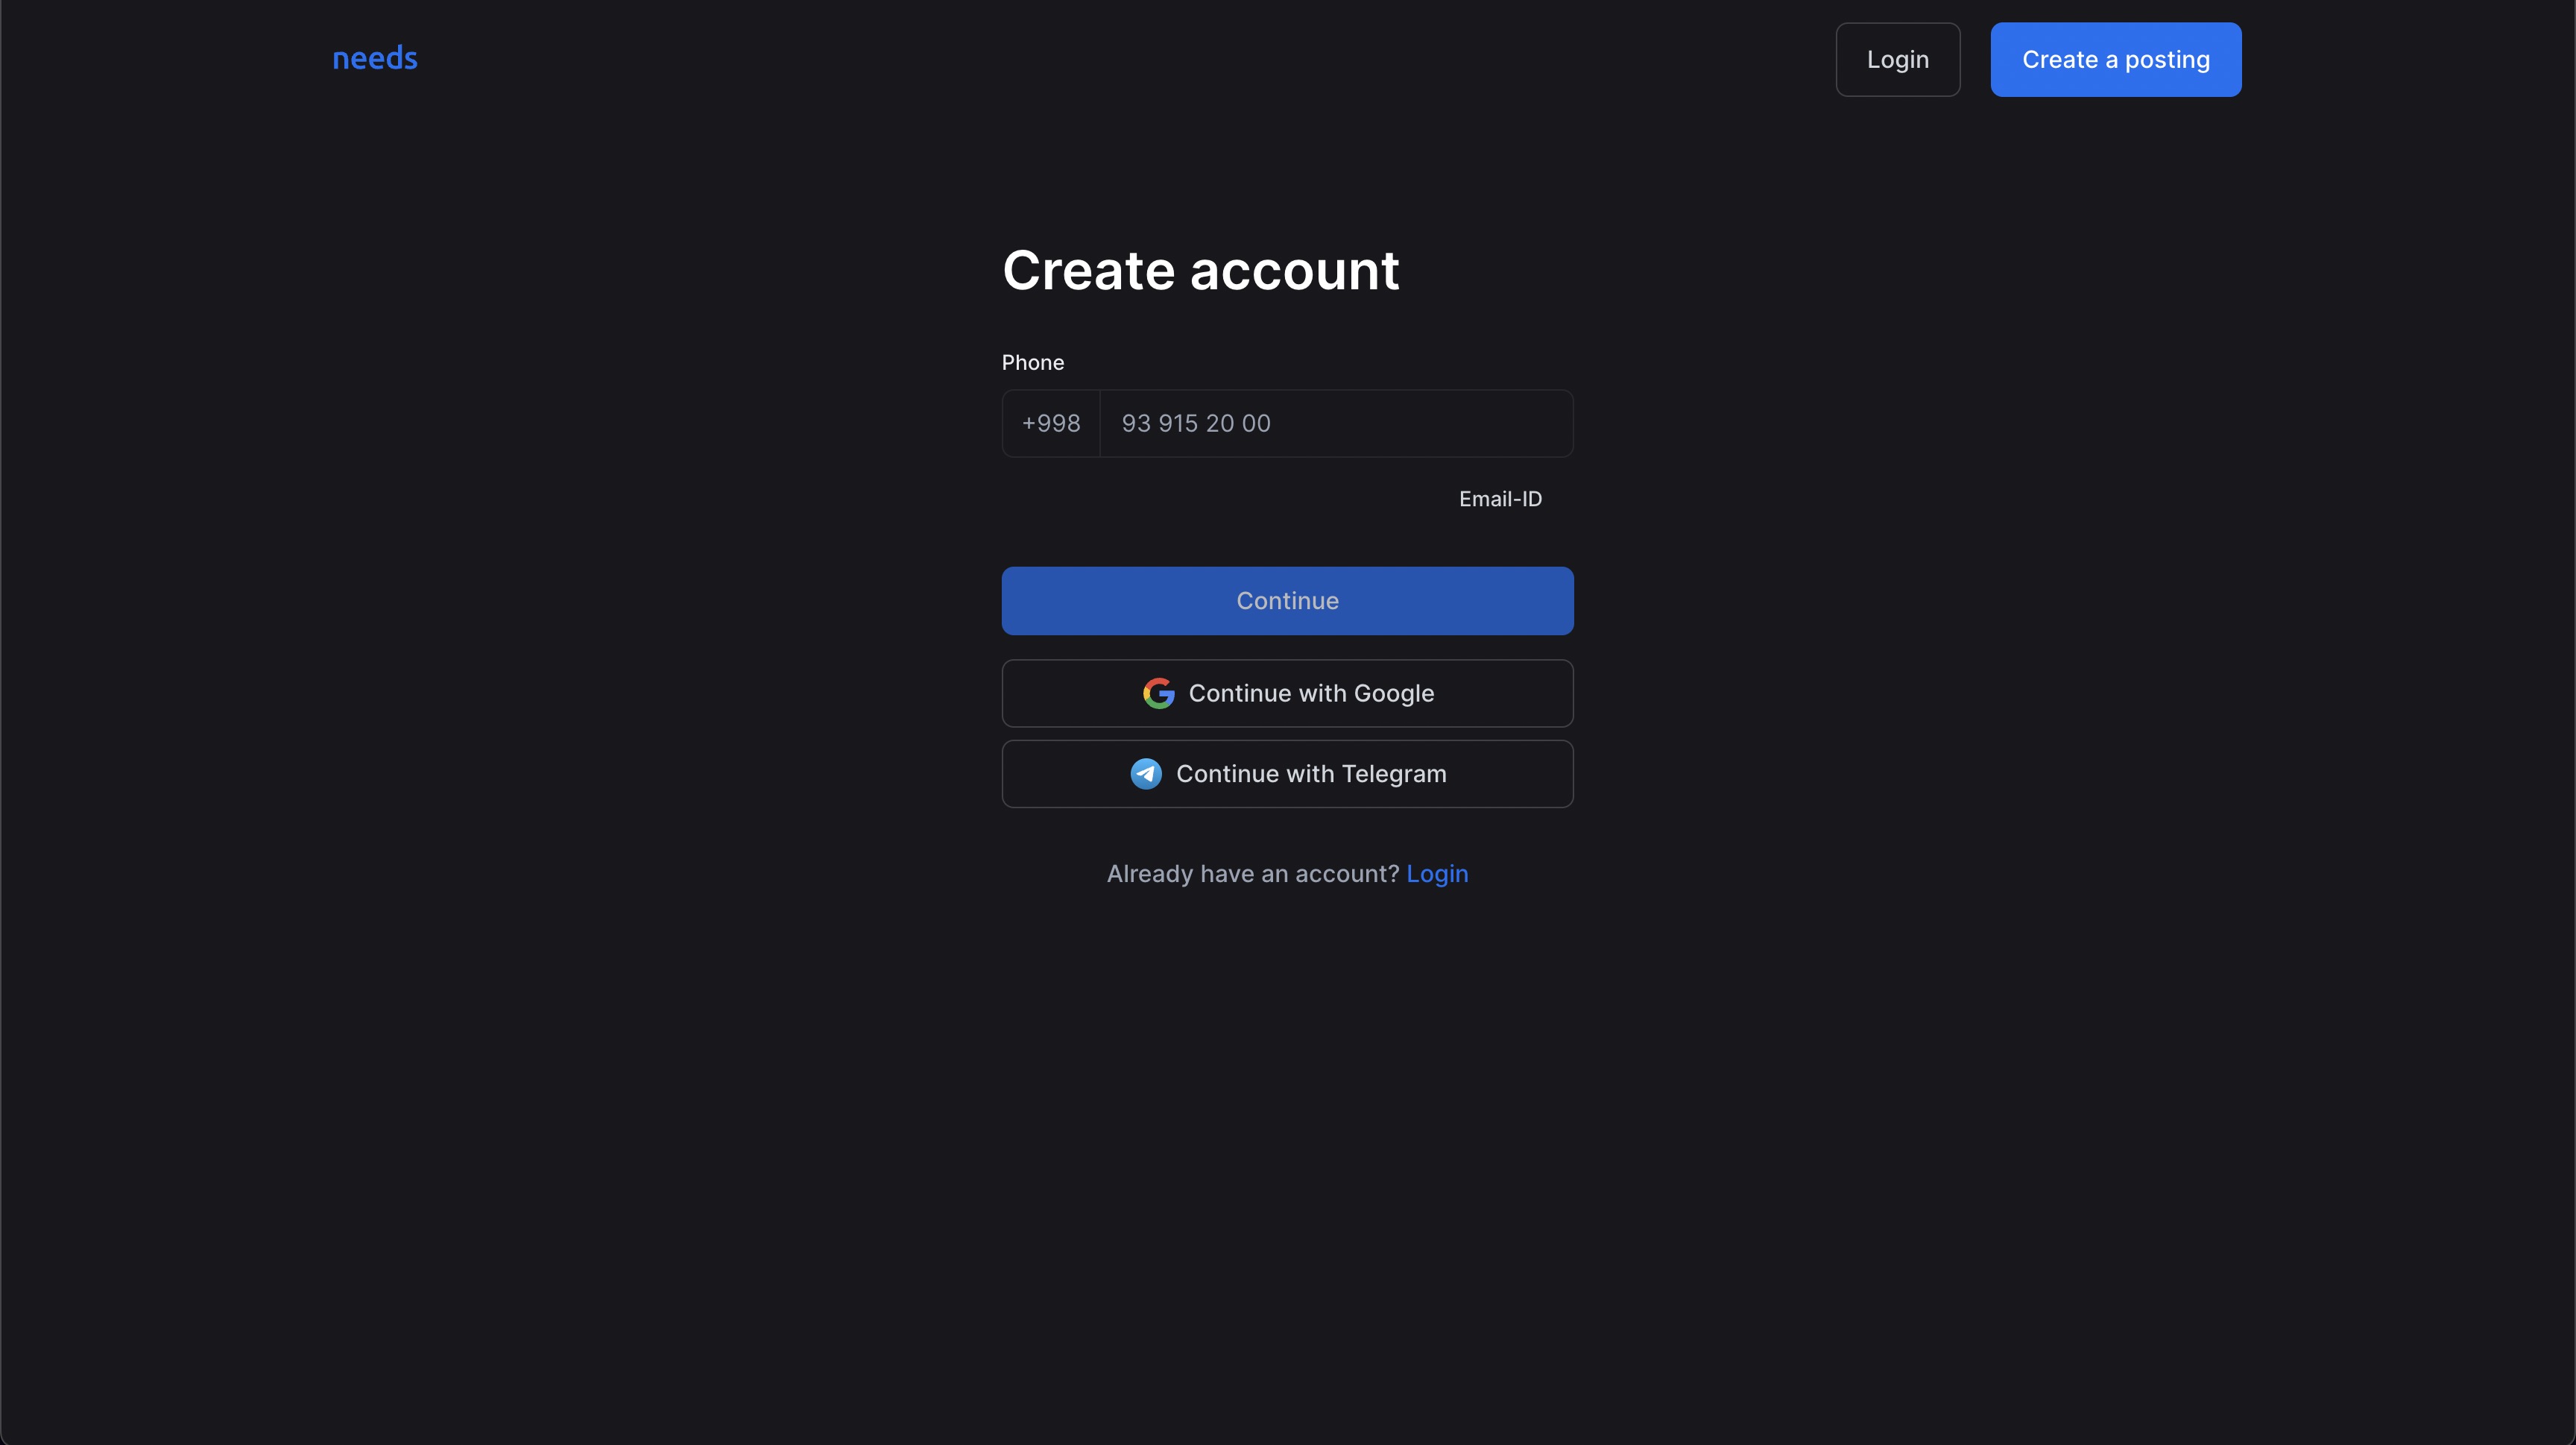 needs
Login
Create a posting
Create account
Phone
+998 93 915 20 00
Email-ID
Continue
Continue with Google
Continue with Telegram
Already have an account? Login